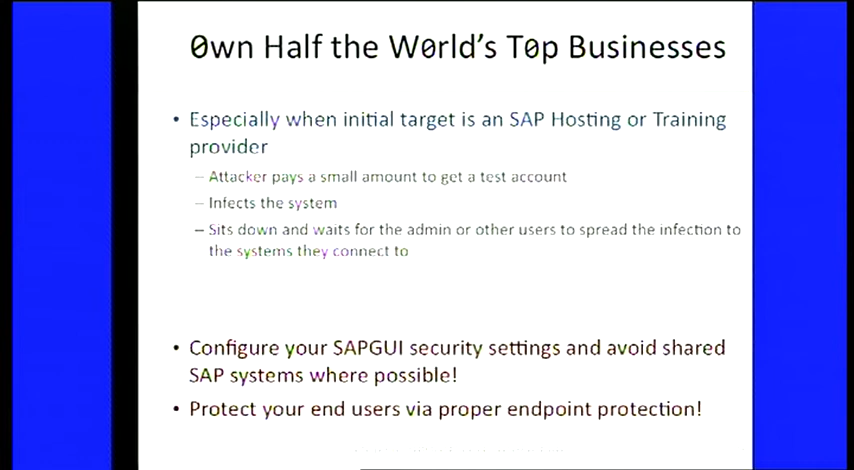 0wn Half the W0rld's T0p Businesses
• Especially when initial target is an SAP Hosting or Training
provider
– Attacker pays a small amount to get a test account
– Infects the system
– Sits down and waits for the admin or other users to spread the infection to
the systems they connect to
• Configure your SAPGUI security settings and avoid shared
SAP systems where possible!
• Protect your end users via proper endpoint protection!